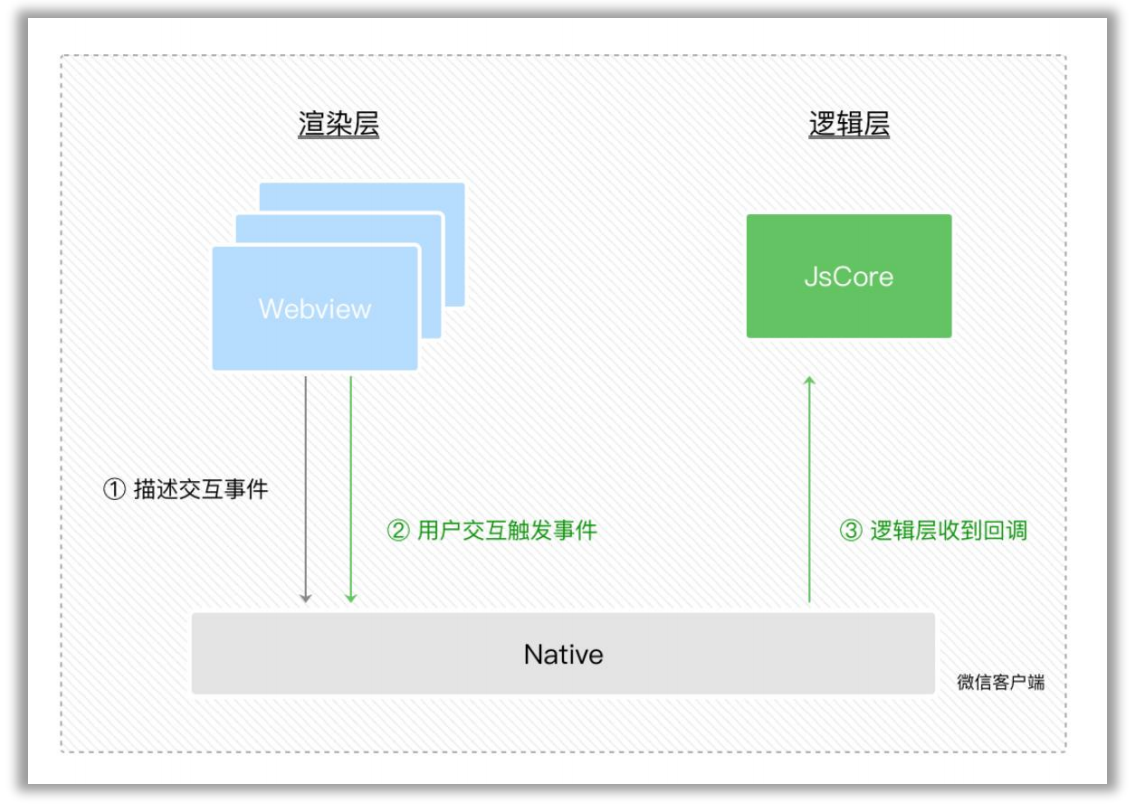 渲染层
逻辑层
Webview
JsCore
① 描述交互事件
② 用户交互触发事件
③ 逻辑层收到回调
Native
微信客户端